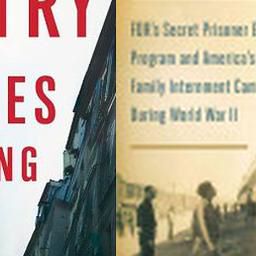 TRY
ES
NG
FDR's Secret Prisoner E
Program and America's
Family Internment Cam
During World War II